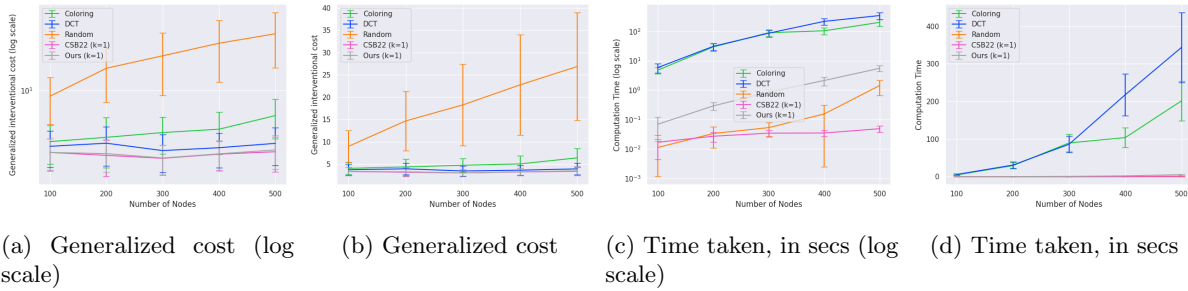 Generalized interventional cost (log scale)
10¹
Coloring
DCT
Random
CSB22 (k=1)
Ours (k=1)
100
200
300
400
500
Number of Nodes
(a) Generalized cost (log
scale)
Generalized interventional cost
40
35
30
25
20
15
10
5
Coloring
DCT
Random
CSB22 (k=1)
Ours (k=1)
100
200
300
400
500
Number of Nodes
(b) Generalized cost
Computation Time (log scale)
10²
10¹
10⁰
10⁻¹
10⁻²
10⁻³
Coloring
DCT
Random
CSB22 (k=1)
Ours (k=1)
100
200
300
400
500
Number of Nodes
(c) Time taken, in secs (log
scale)
Computation Time
400
300
200
100
0
Coloring
DCT
Random
CSB22 (k=1)
Ours (k=1)
100
200
300
400
500
Number of Nodes
(d) Time taken, in secs